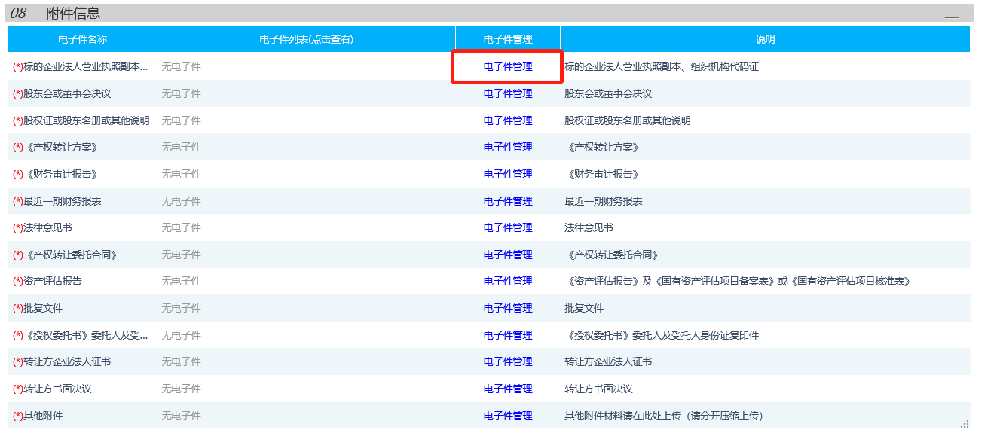 08 附件信息
电子件名称 电子件列表(点击查看) 电子件管理 说明
(*)标的企业法人营业执照副本... 无电子件 电子件管理 标的企业法人营业执照副本、组织机构代码证
(*)股东会或董事会决议 无电子件 电子件管理 股东会或董事会决议
(*)股权证或股东名册或其他说明 无电子件 电子件管理 股权证或股东名册或其他说明
(*)《产权转让方案》 无电子件 电子件管理 《产权转让方案》
(*)《财务审计报告》 无电子件 电子件管理 《财务审计报告》
(*)最近一期财务报表 无电子件 电子件管理 最近一期财务报表
(*)法律意见书 无电子件 电子件管理 法律意见书
(*)《产权转让委托合同》 无电子件 电子件管理 《产权转让委托合同》
(*)资产评估报告 无电子件 电子件管理 《资产评估报告》及《国有资产评估项目备案表》或《国有资产评估项目核准表》
(*)批复文件 无电子件 电子件管理 批复文件
(*)《授权委托书》委托人及受... 无电子件 电子件管理 《授权委托书》委托人及受托人身份证复印件
(*)转让方企业法人证书 无电子件 电子件管理 转让方企业法人证书
(*)转让方书面决议 无电子件 电子件管理 转让方书面决议
(*)其他附件 无电子件 电子件管理 其他附件材料请在此处上传（请分开压缩上传）